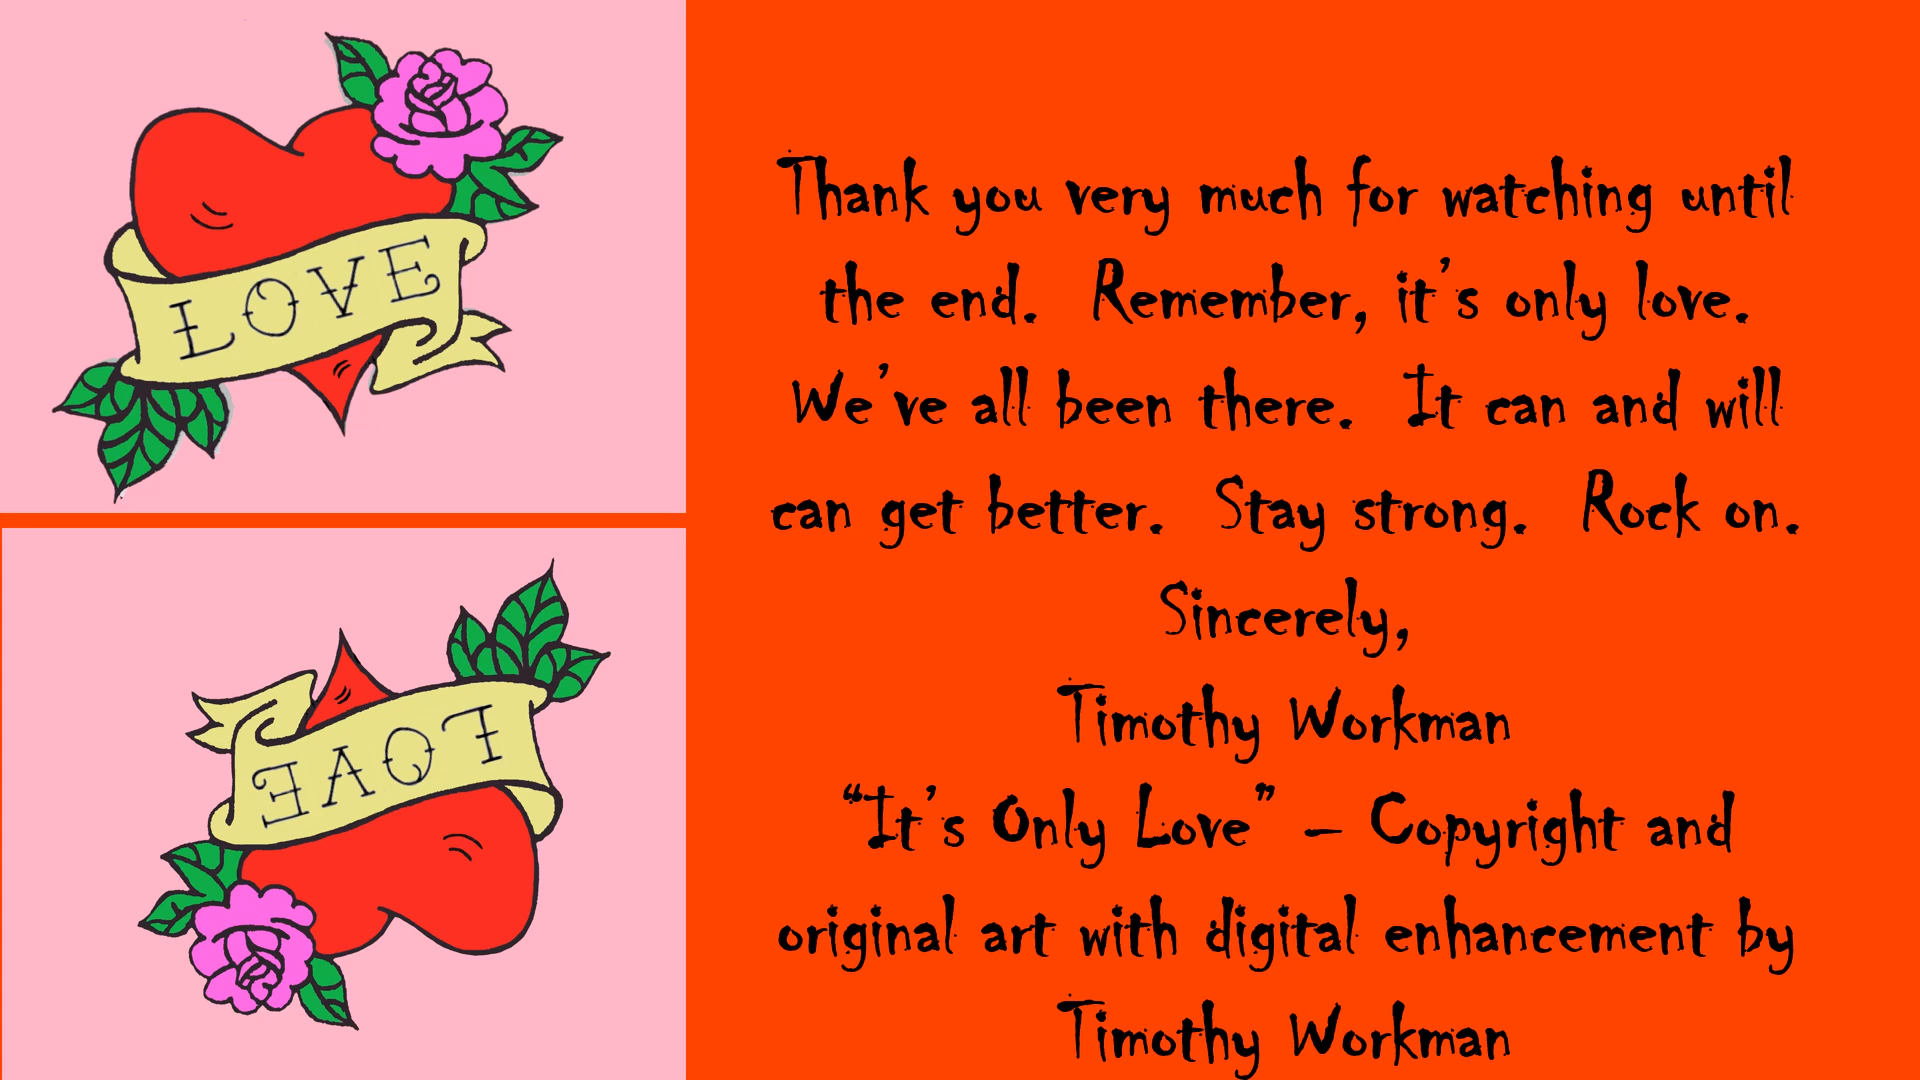 LOVE
Thank you very much for watching until
the end.  Remember, it's only love.
We've all been there.  It can and will
can get better.  Stay strong.  Rock on.
Sincerely,
Timothy Workman
“It's Only Love” – Copyright and
original art with digital enhancement by
Timothy Workman
LOVE